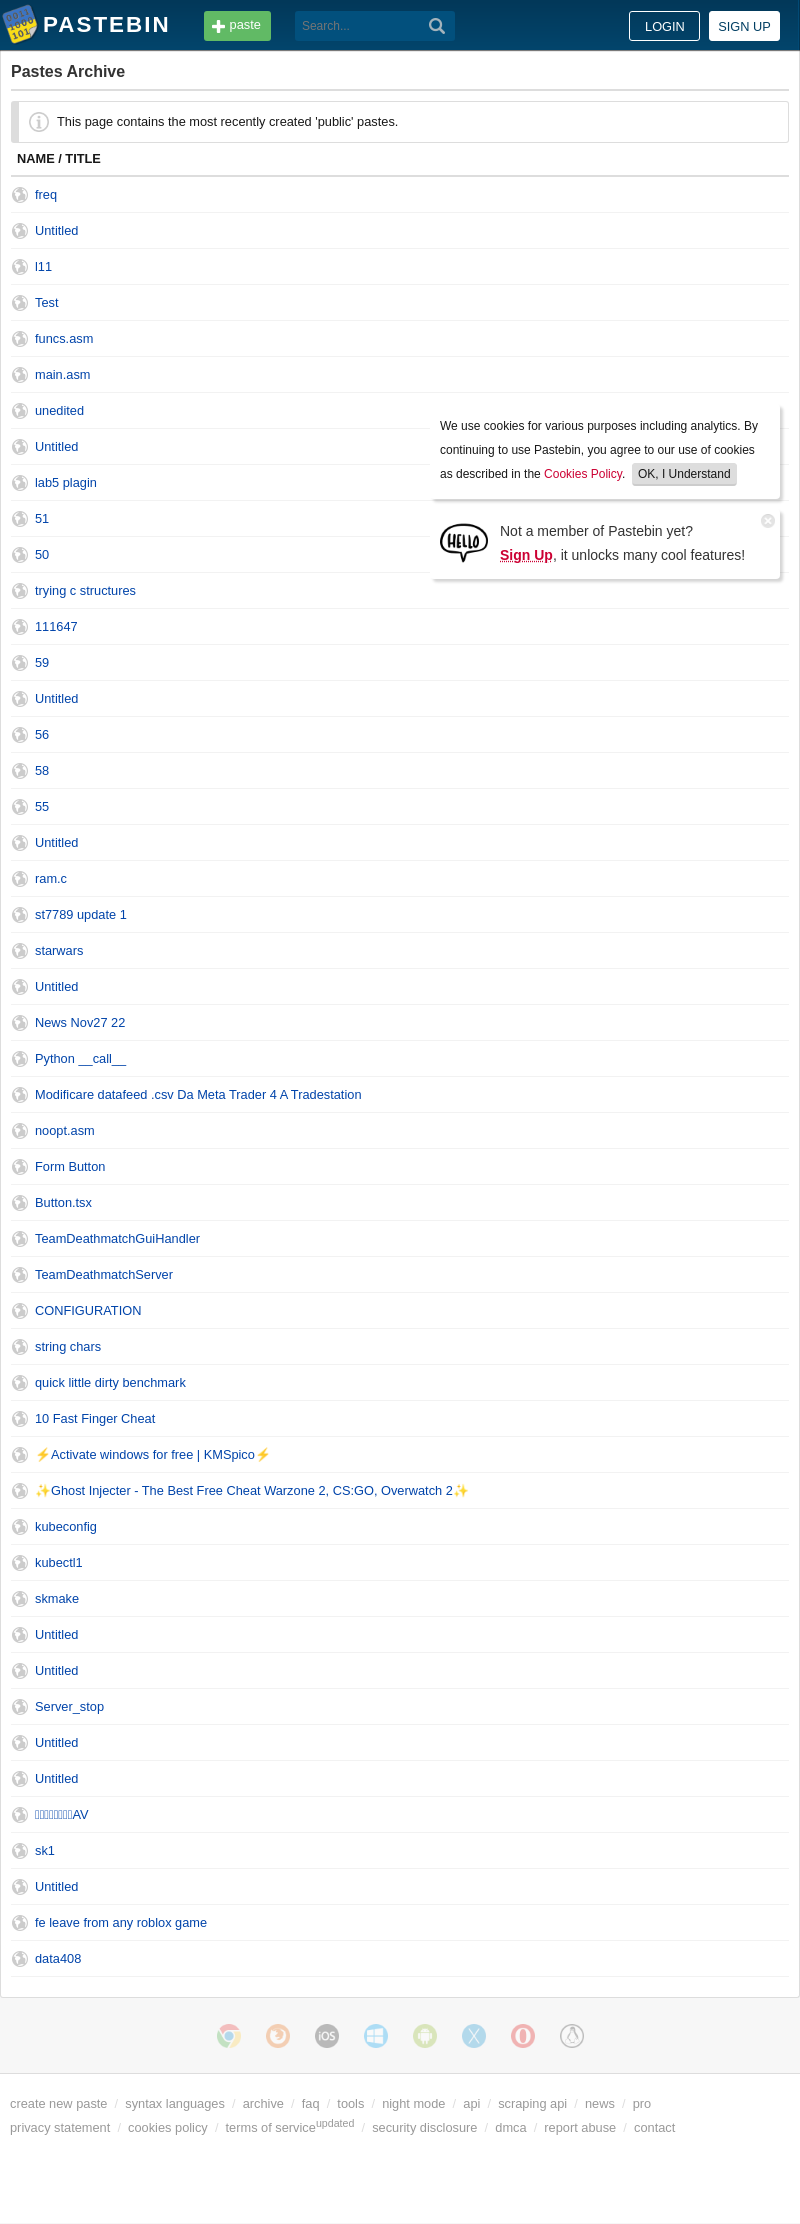 PASTEBIN
paste
Search...
LOGIN
SIGN UP
Pastes Archive
This page contains the most recently created 'public' pastes.
NAME / TITLE
freq
Untitled
l11
Test
funcs.asm
main.asm
unedited
Untitled
lab5 plagin
51
50
We use cookies for various purposes including analytics. By
continuing to use Pastebin, you agree to our use of cookies
as described in the Cookies Policy. OK, I Understand
HELLO
Not a member of Pastebin yet?
Sign Up, it unlocks many cool features!
trying c structures
111647
59
Untitled
56
58
55
Untitled
ram.c
st7789 update 1
starwars
Untitled
News Nov27 22
Python __call__
Modificare datafeed .csv Da Meta Trader 4 A Tradestation
noopt.asm
Form Button
Button.tsx
TeamDeathmatchGuiHandler
TeamDeathmatchServer
CONFIGURATION
string chars
quick little dirty benchmark
10 Fast Finger Cheat
⚡Activate windows for free | KMSpico⚡
✨Ghost Injecter - The Best Free Cheat Warzone 2, CS:GO, Overwatch 2✨
kubeconfig
kubectl1
skmake
Untitled
Untitled
Server_stop
Untitled
Untitled
AV
sk1
Untitled
fe leave from any roblox game
data408
iOS
create new paste / syntax languages / archive / faq / tools / night mode / api / scraping api / news / pro
privacy statement / cookies policy / terms of serviceupdated / security disclosure / dmca / report abuse / contact